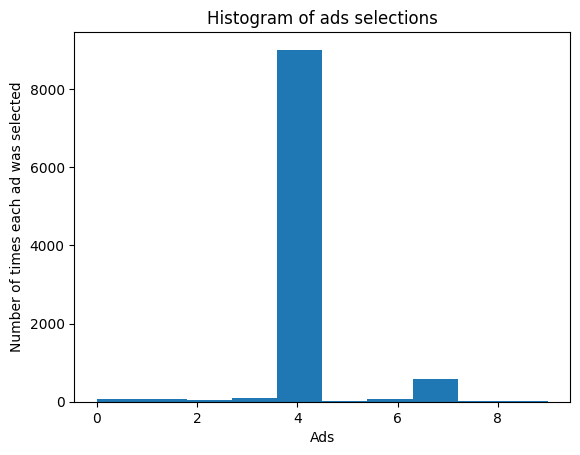 Histogram of ads selections
Number of times each ad was selected
8000
6000
4000
2000
0
0 2 4 6 8
Ads